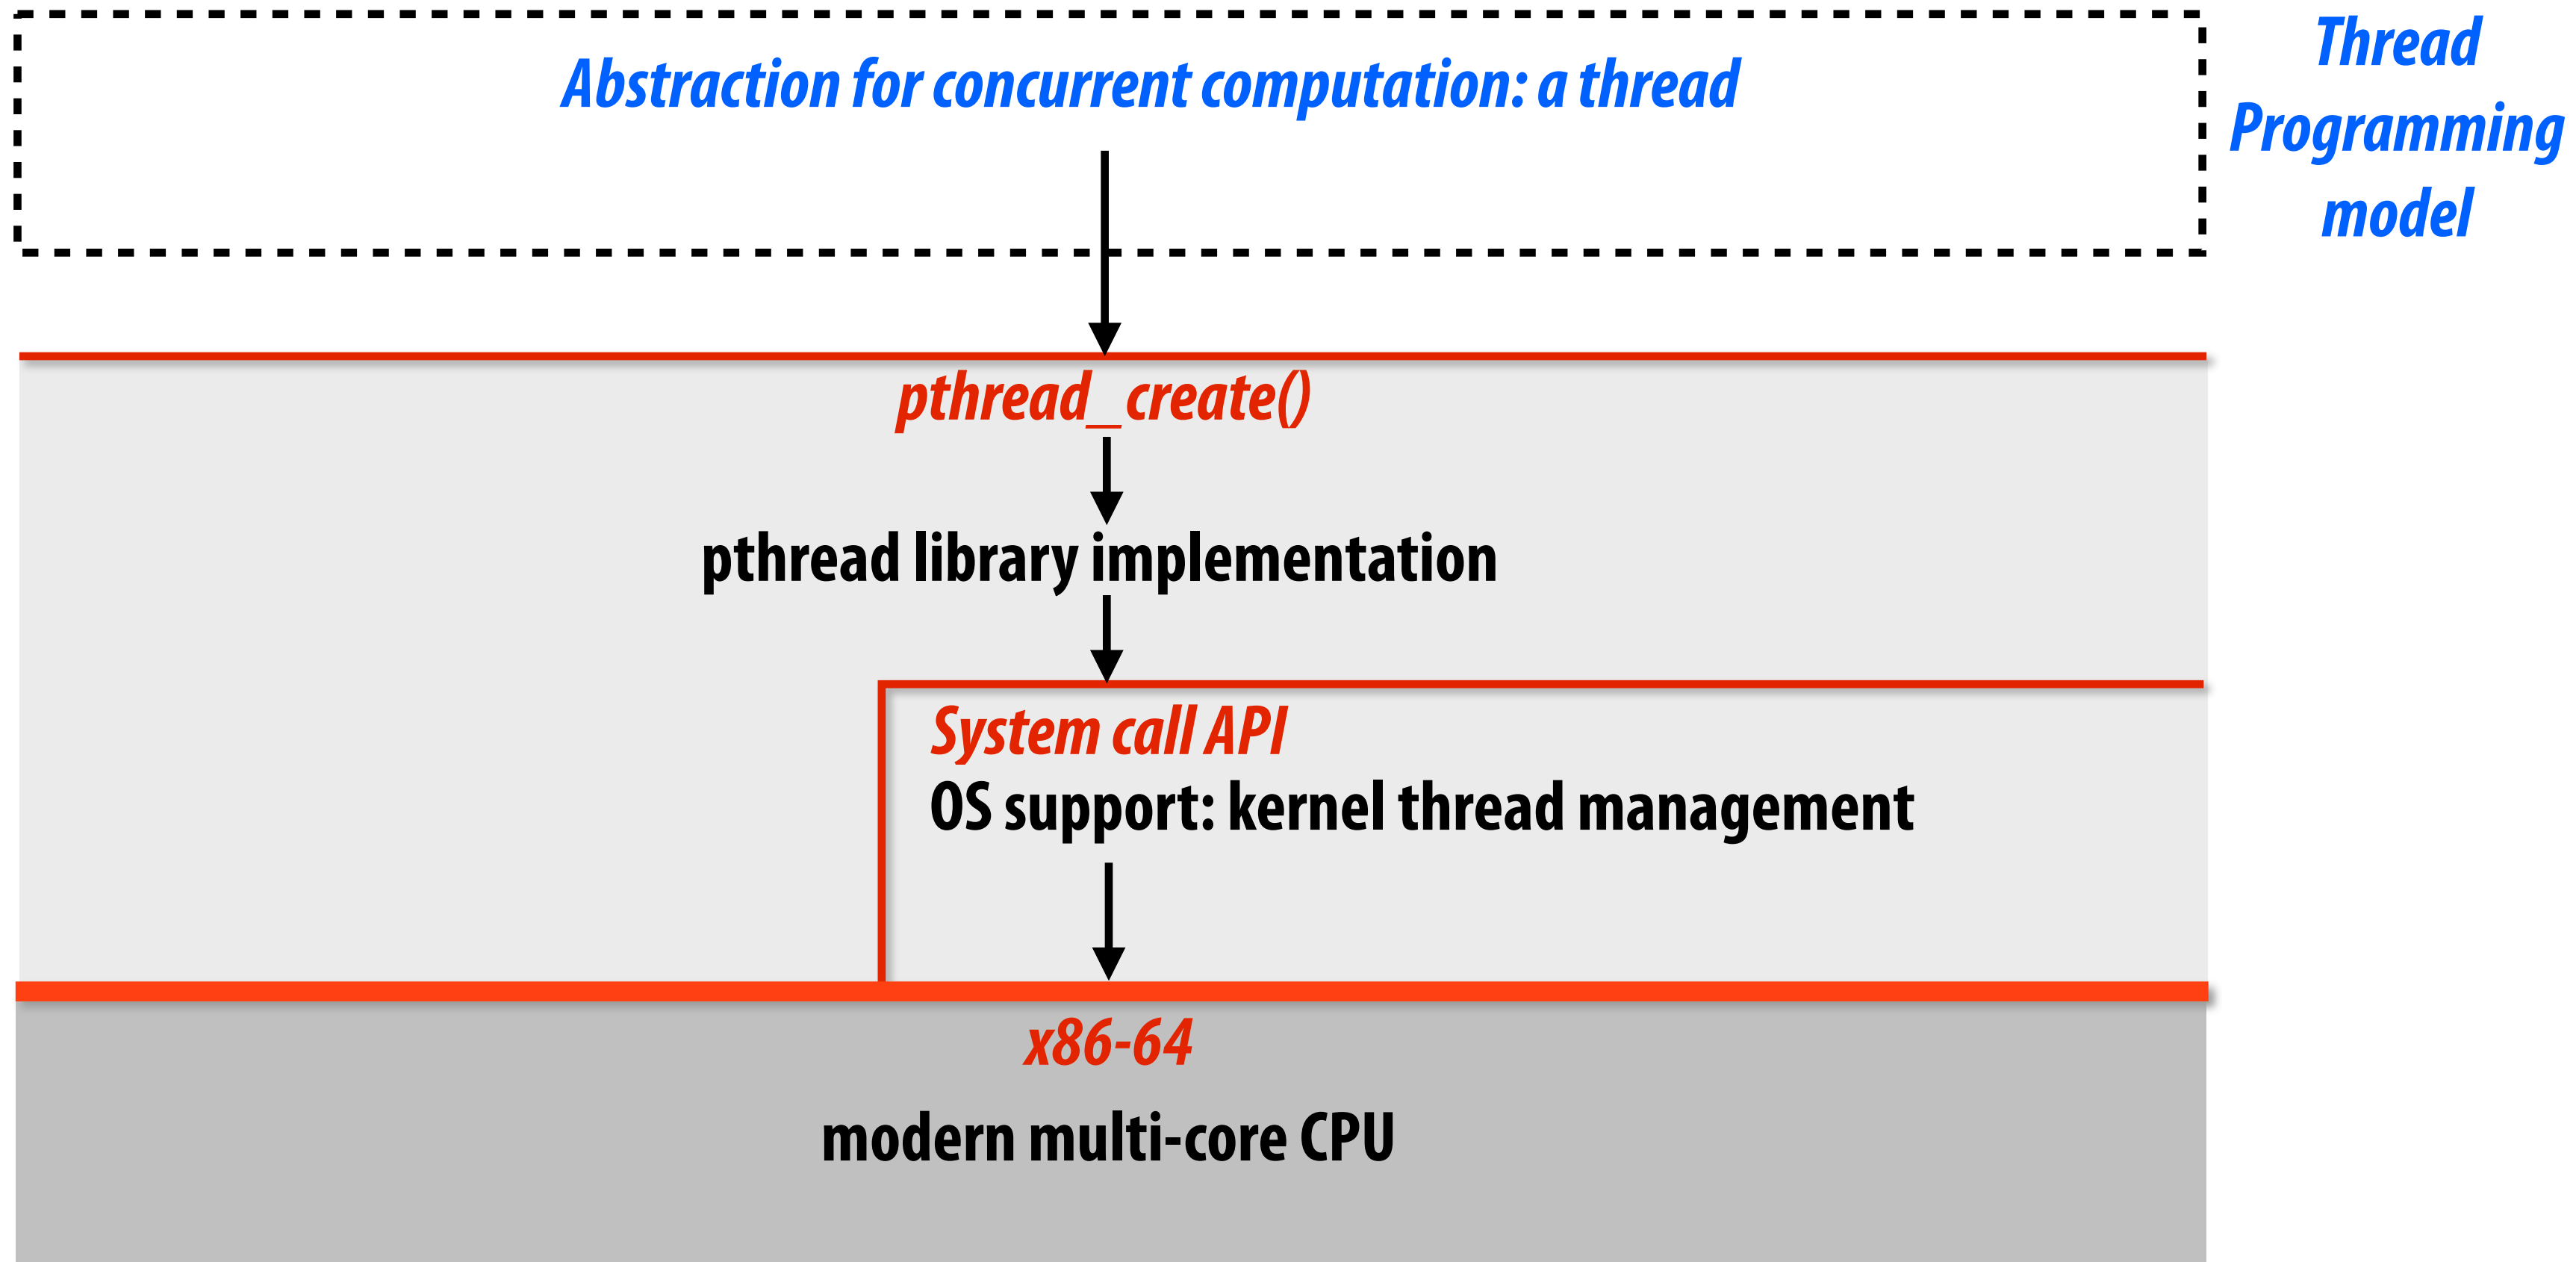 Abstraction for concurrent computation: a thread
Thread
Programming
model
pthread_create()
pthread library implementation
System call API
OS support: kernel thread management
x86-64
modern multi-core CPU